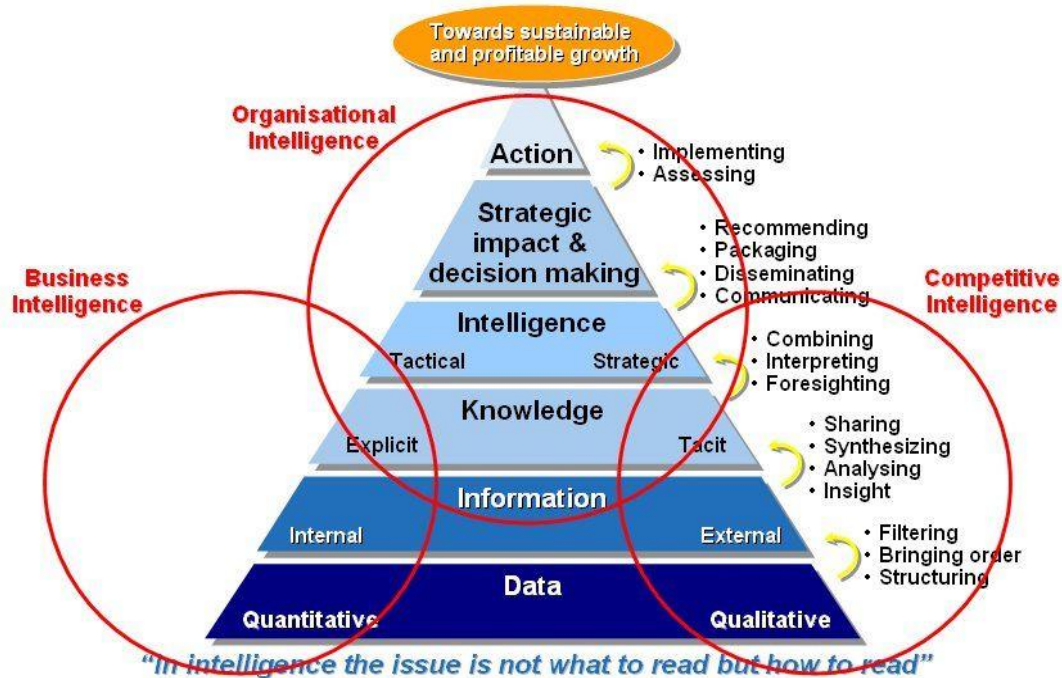 Towards sustainable
and profitable growth
Organisational
Intelligence
Action
• Implementing
• Assessing
Strategic
impact &
decision making
• Recommending
• Packaging
• Disseminating
• Communicating
Business
Intelligence
Competitive
Intelligence
Intelligence
Tactical Strategic
• Combining
• Interpreting
• Foresighting
Knowledge
Explicit Tacit
• Sharing
• Synthesizing
• Analysing
• Insight
Information
Internal External
• Filtering
• Bringing order
• Structuring
Data
Quantitative Qualitative
“In intelligence the issue is not what to read but how to read”